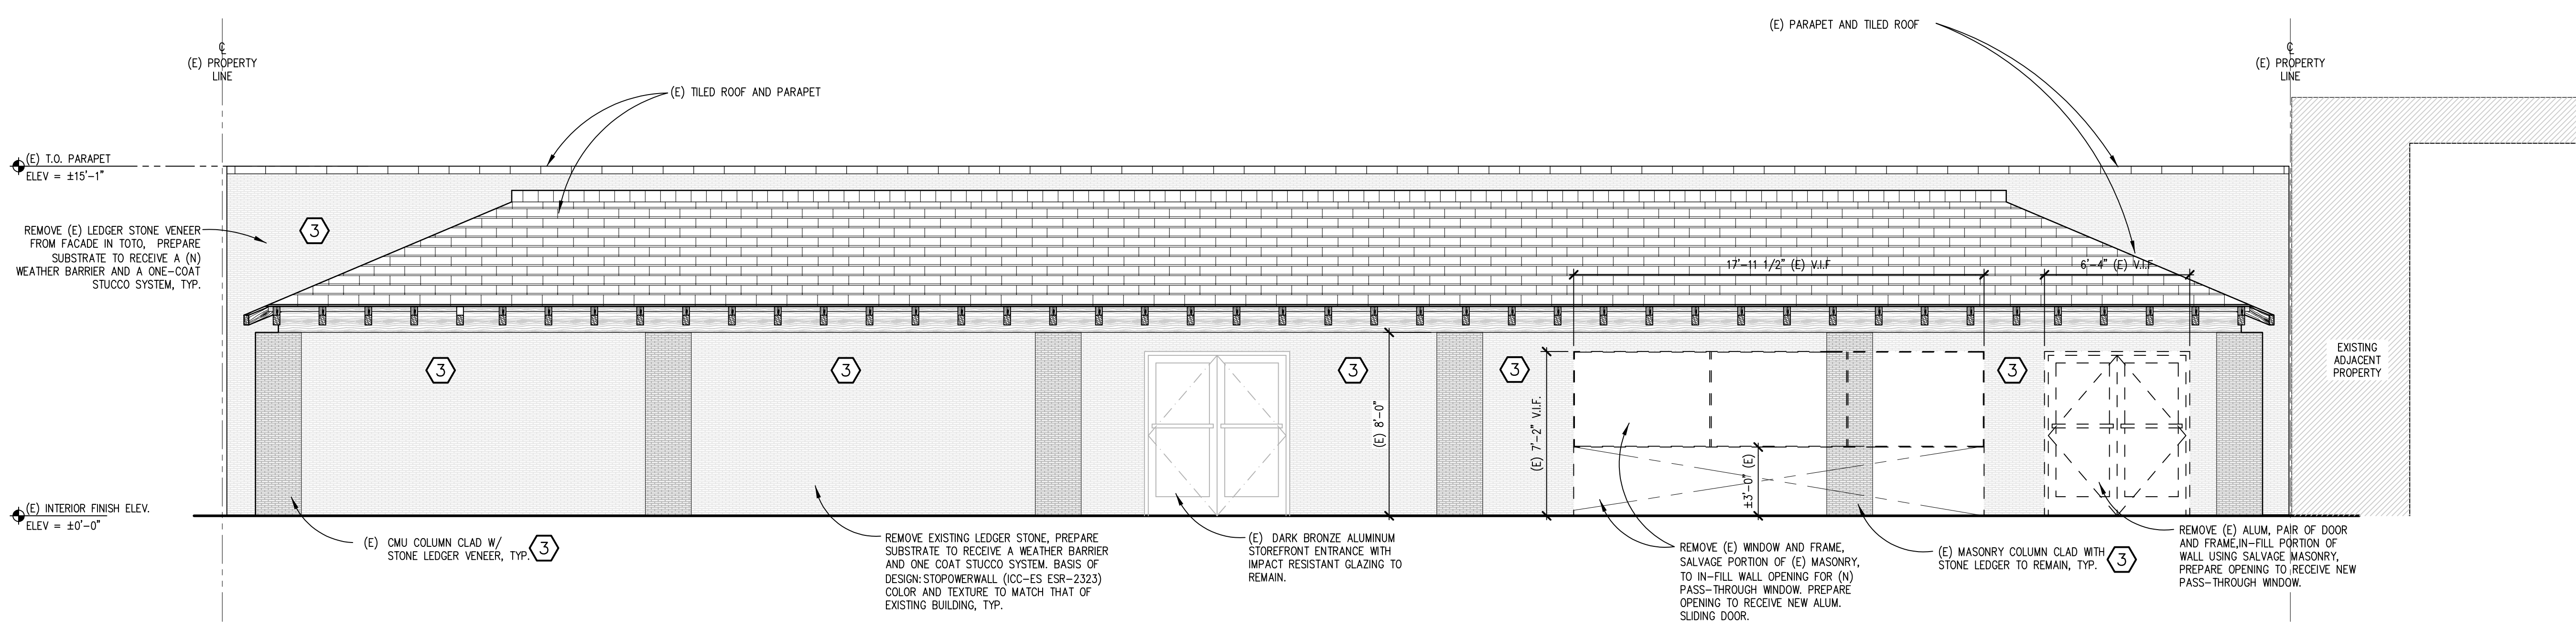 (E) PARAPET AND TILED ROOF
℄
(E) PROPERTY
LINE
℄
(E) PROPERTY
LINE
(E) TILED ROOF AND PARAPET
(E) T.O. PARAPET
ELEV = ±15'-1"
REMOVE (E) LEDGER STONE VENEER
FROM FACADE IN TOTO, PREPARE
SUBSTRATE TO RECEIVE A (N)
WEATHER BARRIER AND A ONE-COAT
STUCCO SYSTEM, TYP.
3
17'-11 1/2" (E) V.I.F
6'-4" (E) V.I.F
3
3
3
3
3
(E) 8'-0"
(E) 7'-2" V.I.F.
±3'-0" (E)
EXISTING
ADJACENT
PROPERTY
(E) INTERIOR FINISH ELEV.
ELEV = ±0'-0"
(E) CMU COLUMN CLAD W/
STONE LEDGER VENEER, TYP.
3
REMOVE EXISTING LEDGER STONE, PREPARE
SUBSTRATE TO RECEIVE A WEATHER BARRIER
AND ONE COAT STUCCO SYSTEM. BASIS OF
DESIGN: STOPOWERWALL (ICC-ES ESR-2323)
COLOR AND TEXTURE TO MATCH THAT OF
EXISTING BUILDING, TYP.
(E) DARK BRONZE ALUMINUM
STOREFRONT ENTRANCE WITH
IMPACT RESISTANT GLAZING TO
REMAIN.
REMOVE (E) WINDOW AND FRAME,
SALVAGE PORTION OF (E) MASONRY,
TO IN-FILL WALL OPENING FOR (N)
PASS-THROUGH WINDOW. PREPARE
OPENING TO RECEIVE NEW ALUM.
SLIDING DOOR.
(E) MASONRY COLUMN CLAD WITH
STONE LEDGER TO REMAIN, TYP.
3
REMOVE (E) ALUM, PAIR OF DOOR
AND FRAME,IN-FILL PORTION OF
WALL USING SALVAGE MASONRY,
PREPARE OPENING TO RECEIVE NEW
PASS-THROUGH WINDOW.